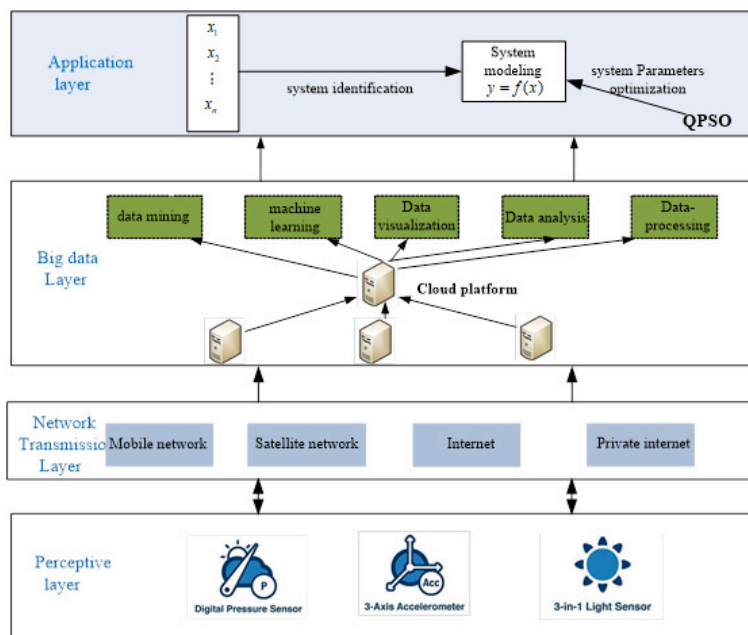 x1
x2
⋮
xn
Application
layer
system identification
System
modeling
y = f(x)
system Parameters
optimization
QPSO
data mining
machine
learning
Data
visualization
Data analysis
Data-
processing
Big data
Layer
Cloud platform
Network
Transmissio
Layer
Mobile network
Satellite network
Internet
Private internet
Perceptive
layer
P
Digital Pressure Sensor
Acc
3-Axis Accelerometer
3-in-1 Light Sensor